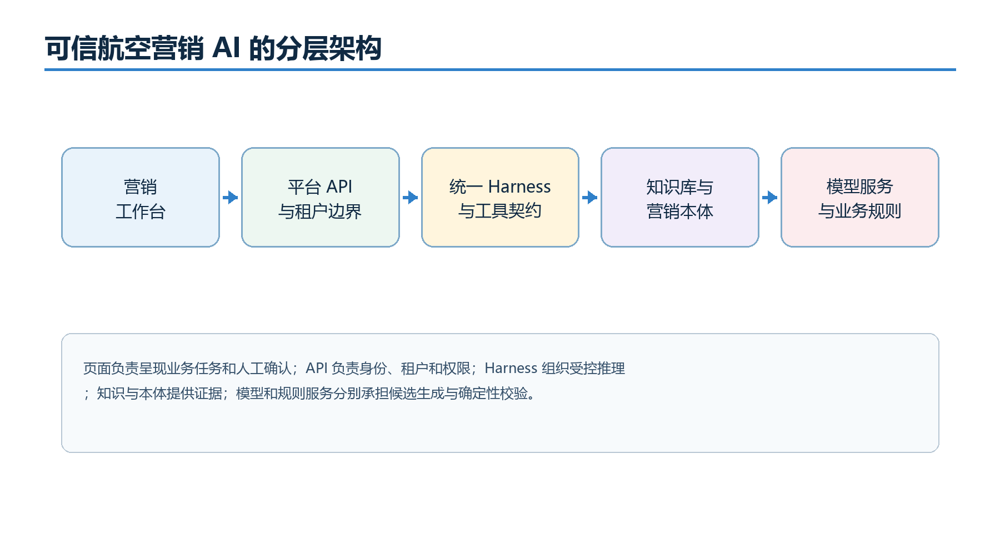 可信航空营销 AI 的分层架构
营销
工作台
平台 API
与租户边界
统一 Harness
与工具契约
知识库与
营销本体
模型服务
与业务规则
页面负责呈现业务任务和人工确认；API 负责身份、租户和权限；Harness 组织受控推理
；知识与本体提供证据；模型和规则服务分别承担候选生成与确定性校验。